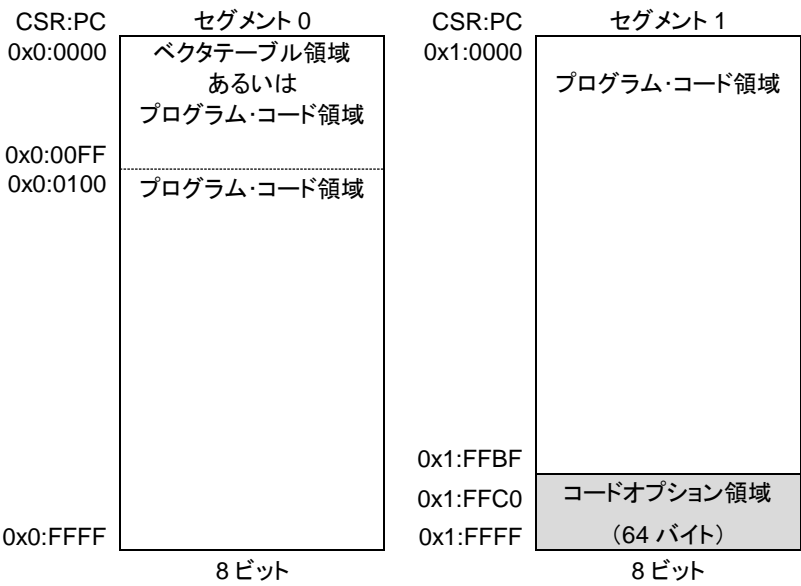 CSR:PC
セグメント 0
0x0:0000
ベクタテーブル領域
あるいは
プログラム・コード領域
0x0:00FF
0x0:0100
プログラム・コード領域
0x0:FFFF
8 ビット
CSR:PC
セグメント 1
0x1:0000
プログラム・コード領域
0x1:FFBF
0x1:FFC0
コードオプション領域
0x1:FFFF
（64 バイト）
8 ビット